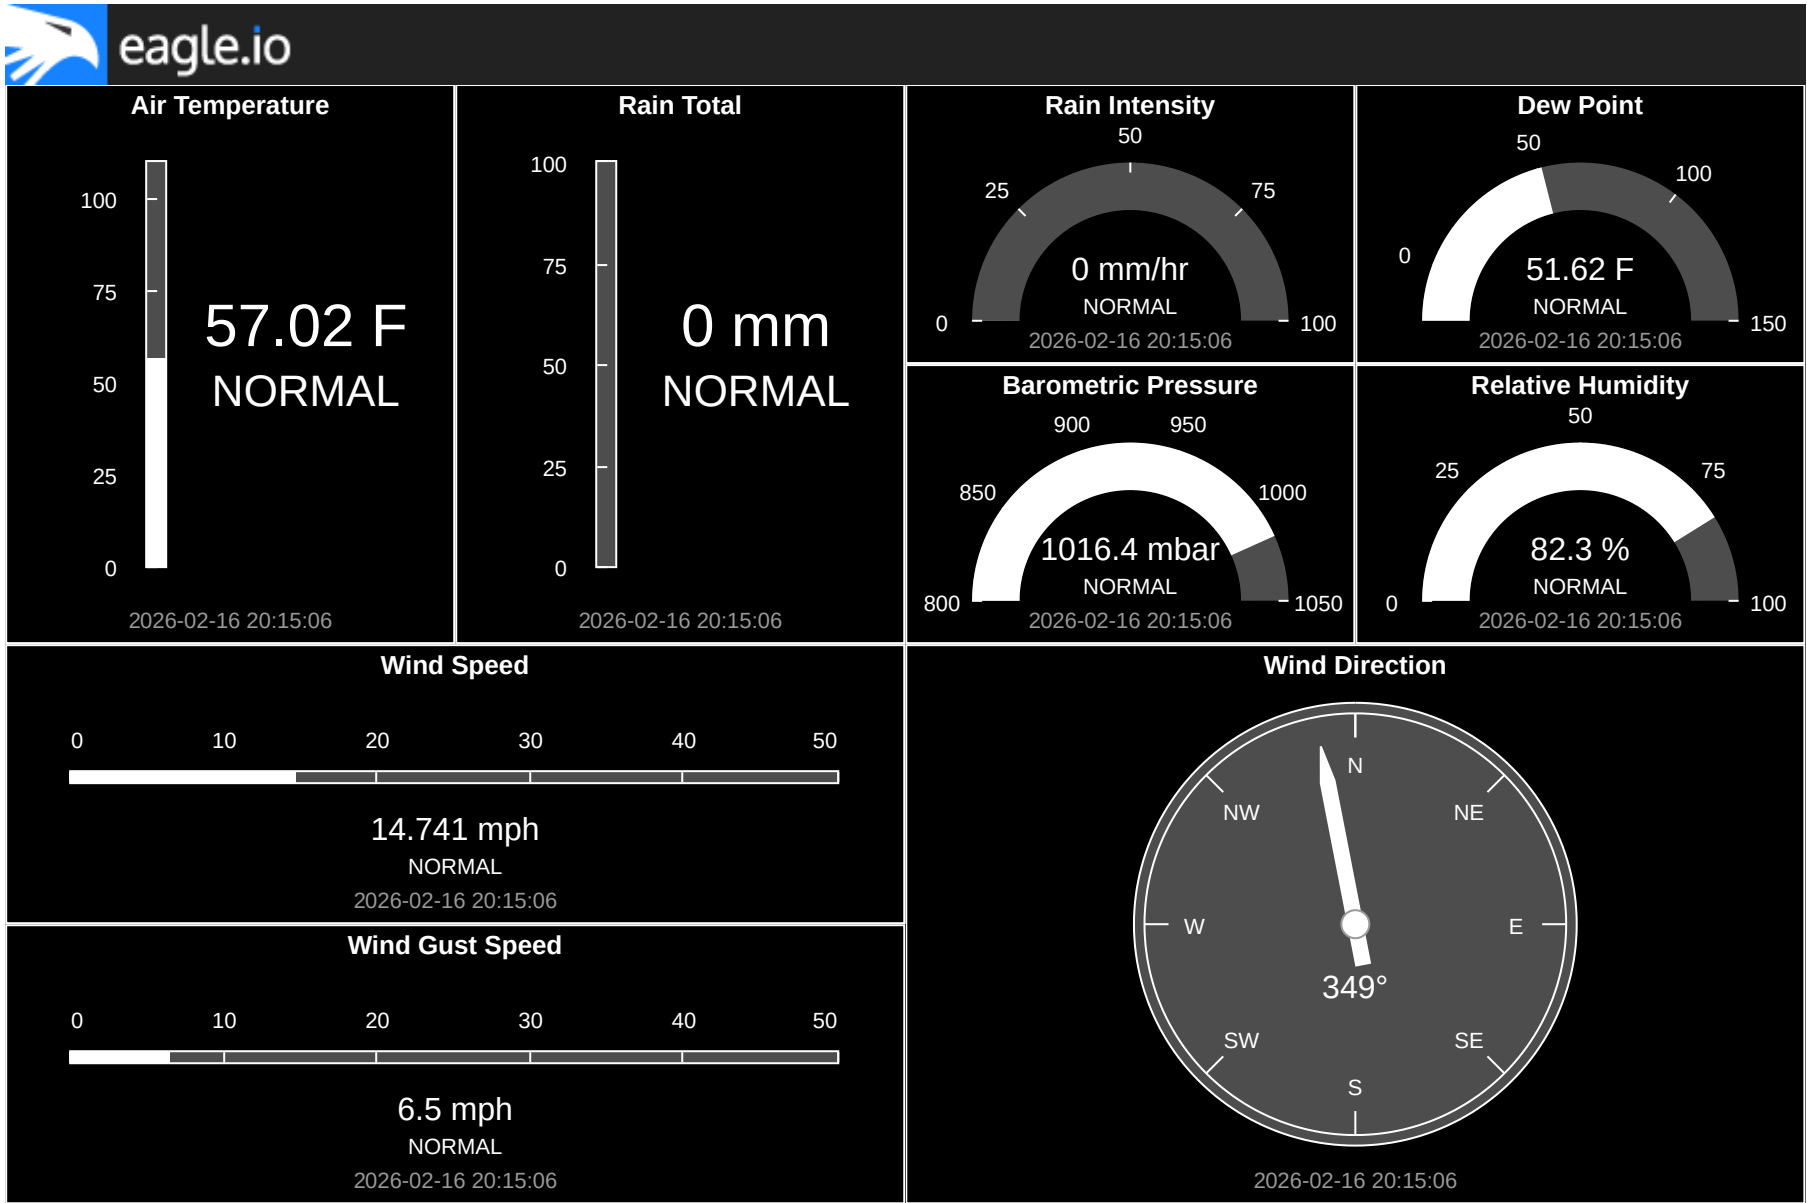 eagle.io
Air Temperature
100
75
50
25
0
57.02 F
NORMAL
2026-02-16 20:15:06
Rain Total
100
75
50
25
0
0 mm
NORMAL
2026-02-16 20:15:06
Rain Intensity
0
25
50
75
100
0 mm/hr
NORMAL
2026-02-16 20:15:06
Dew Point
0
50
100
150
51.62 F
NORMAL
2026-02-16 20:15:06
Barometric Pressure
800
850
900
950
1000
1050
1016.4 mbar
NORMAL
2026-02-16 20:15:06
Relative Humidity
0
25
50
75
100
82.3 %
NORMAL
2026-02-16 20:15:06
Wind Speed
0 10 20 30 40 50
14.741 mph
NORMAL
2026-02-16 20:15:06
Wind Gust Speed
0 10 20 30 40 50
6.5 mph
NORMAL
2026-02-16 20:15:06
Wind Direction
N
NW NE
W E
349°
SW SE
S
2026-02-16 20:15:06